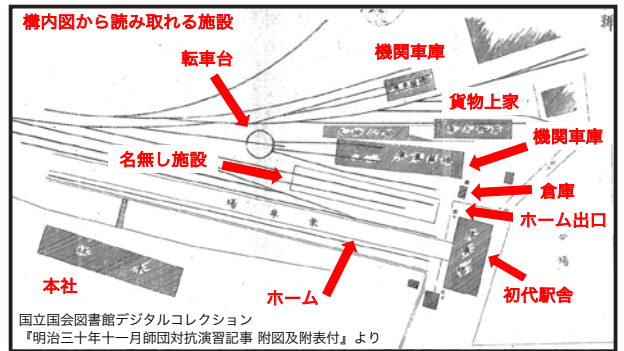 構内図から読み取れる施設
転車台
機関車庫
貨物上家
機関車庫
名無し施設
倉庫
ホーム出口
本社
ホーム
初代駅舎
国立国会図書館デジタルコレクション
『明治三十年十一月師団対抗演習記事 附図及附表付』より